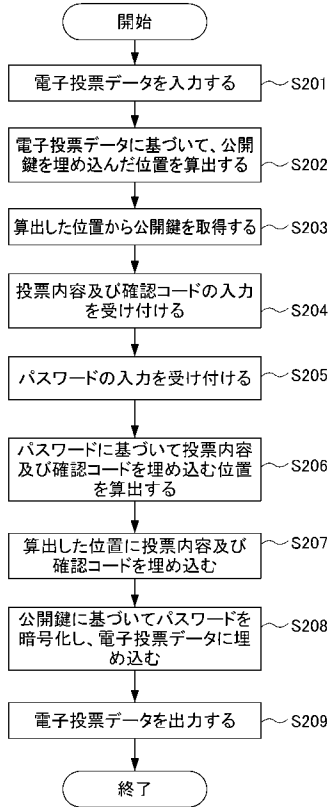 開始
電子投票データを入力する
S201
電子投票データに基づいて、公開
鍵を埋め込んだ位置を算出する
S202
算出した位置から公開鍵を取得する
S203
投票内容及び確認コードの入力
を受け付ける
S204
パスワードの入力を受け付ける
S205
パスワードに基づいて投票内容
及び確認コードを埋め込む位置
を算出する
S206
算出した位置に投票内容及び
確認コードを埋め込む
S207
公開鍵に基づいてパスワードを
暗号化し、電子投票データに埋
め込む
S208
電子投票データを出力する
S209
終了